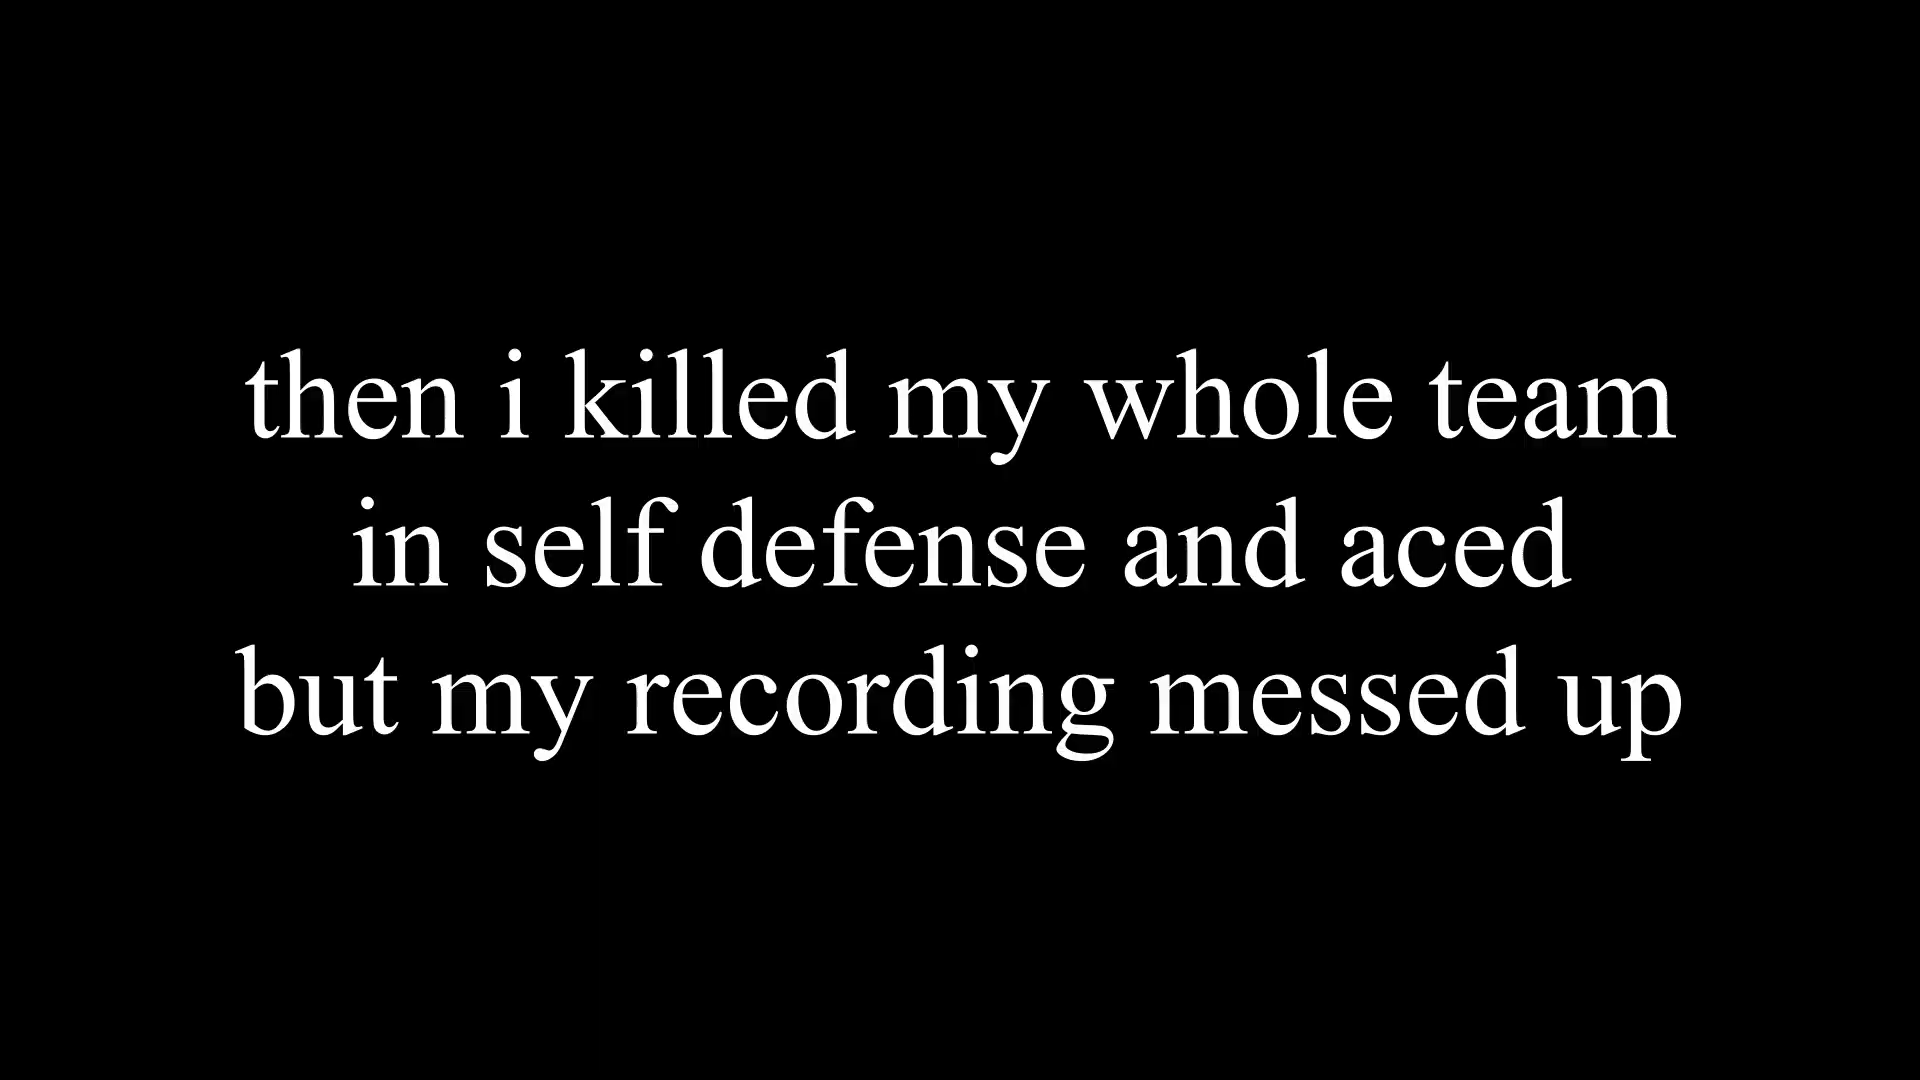 then i killed my whole team
in self defense and aced
but my recording messed up